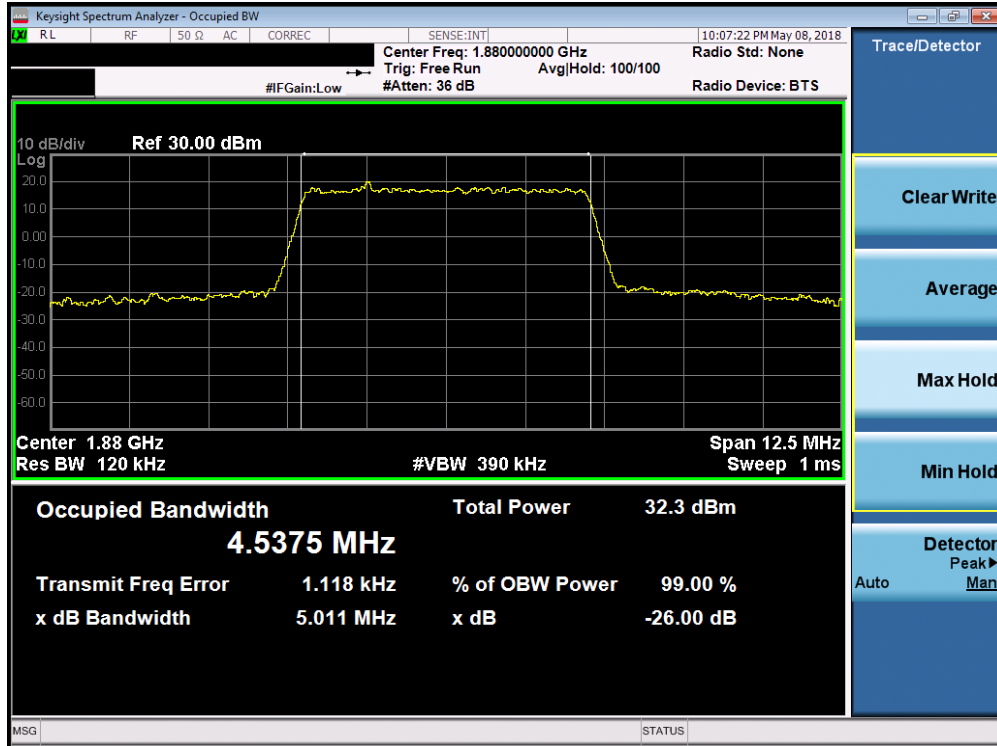 Keysight Spectrum Analyzer - Occupied BW
LXI RL RF 50 Ω AC CORREC SENSE:INT 10:07:22 PM May 08, 2018
Center Freq: 1.880000000 GHz Radio Std: None
Trig: Free Run Avg|Hold: 100/100
#IFGain:Low #Atten: 36 dB Radio Device: BTS
10 dB/div Ref 30.00 dBm
Log
20.0
10.0
0.00
-10.0
-20.0
-30.0
-40.0
-50.0
-60.0
Center 1.88 GHz Span 12.5 MHz
Res BW 120 kHz #VBW 390 kHz Sweep 1 ms
Occupied Bandwidth Total Power 32.3 dBm
4.5375 MHz
Transmit Freq Error 1.118 kHz % of OBW Power 99.00 %
x dB Bandwidth 5.011 MHz x dB -26.00 dB
MSG STATUS
Trace/Detector
Clear Write
Average
Max Hold
Min Hold
Detector
Peak▶
Auto Man